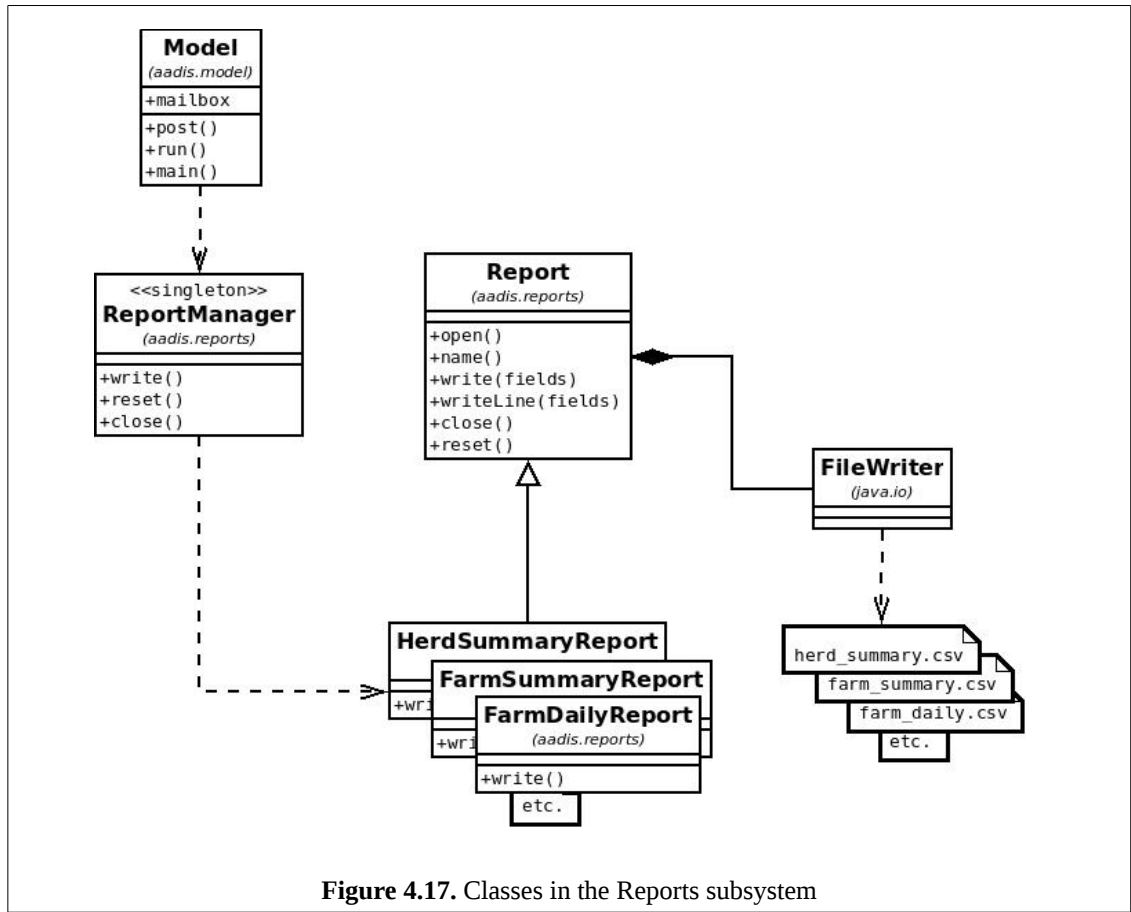 Model
(aadis.model)
+mailbox
+post()
+run()
+main()
<<singleton>>
ReportManager
(aadis.reports)
+write()
+reset()
+close()
Report
(aadis.reports)
+open()
+name()
+write(fields)
+writeLine(fields)
+close()
+reset()
FileWriter
(java.io)
HerdSummaryReport
+wri
FarmSummaryReport
+wri
FarmDailyReport
(aadis.reports)
+write()
etc.
herd_summary.csv
farm_summary.csv
farm_daily.csv
etc.
Figure 4.17. Classes in the Reports subsystem